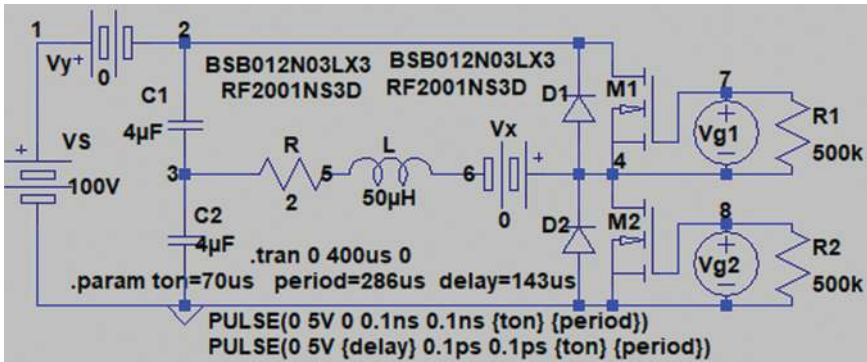 1
Vy
+
0
2
BSB012N03LX3
RF2001NS3D
BSB012N03LX3
RF2001NS3D
C1
4µF
D1
M1
7
+
Vg1
R1
500k
+
VS
100V
3
R
2
5
L
50µH
6
Vx
+
0
4
C2
4µF
D2
M2
8
+
Vg2
R2
500k
.tran 0 400us 0
.param ton=70us period=286us delay=143us
PULSE(0 5V 0 0.1ns 0.1ns {ton} {period})
PULSE(0 5V {delay} 0.1ps 0.1ps {ton} {period})